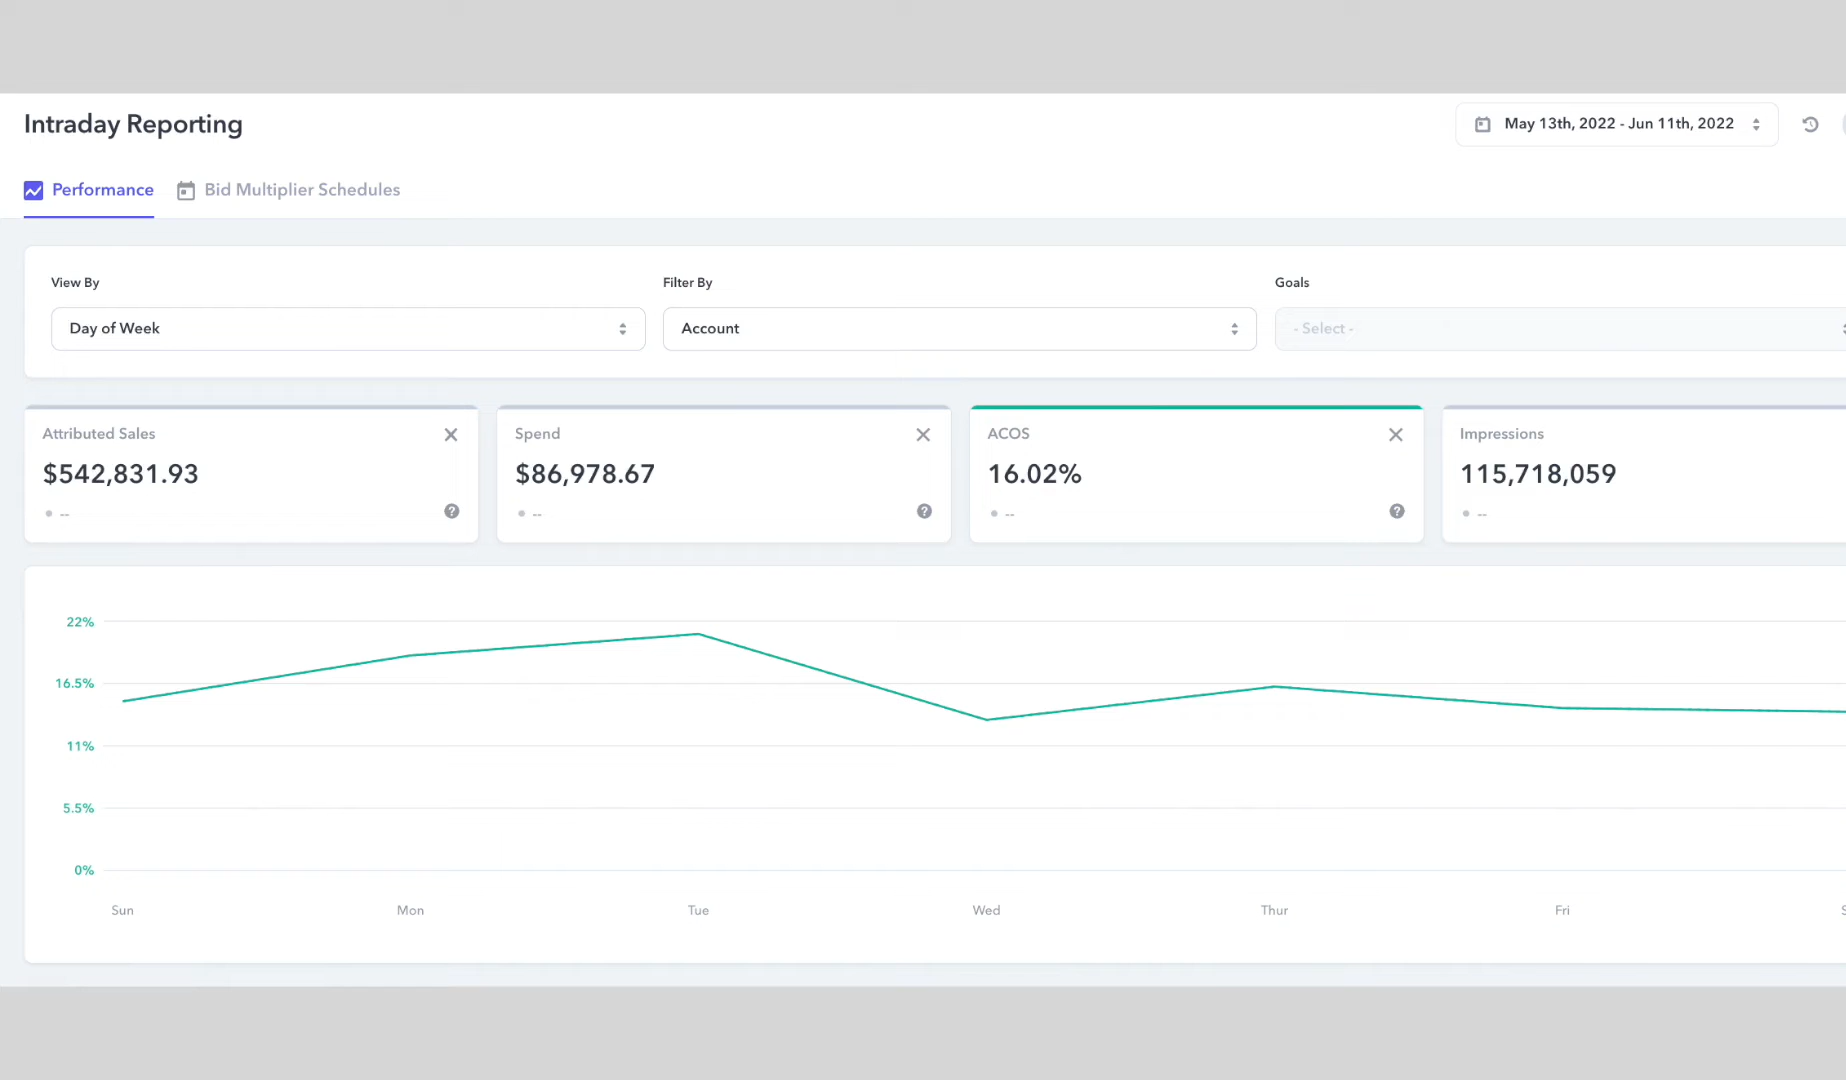 Intraday Reporting
May 13th, 2022 - Jun 11th, 2022
Performance
Bid Multiplier Schedules
View By
Filter By
Goals
Day of Week
Account
- Select -
Attributed Sales
$542,831.93
--
Spend
$86,978.67
--
ACOS
16.02%
--
Impressions
115,718,059
--
22%
16.5%
11%
5.5%
0%
Sun
Mon
Tue
Wed
Thur
Fri